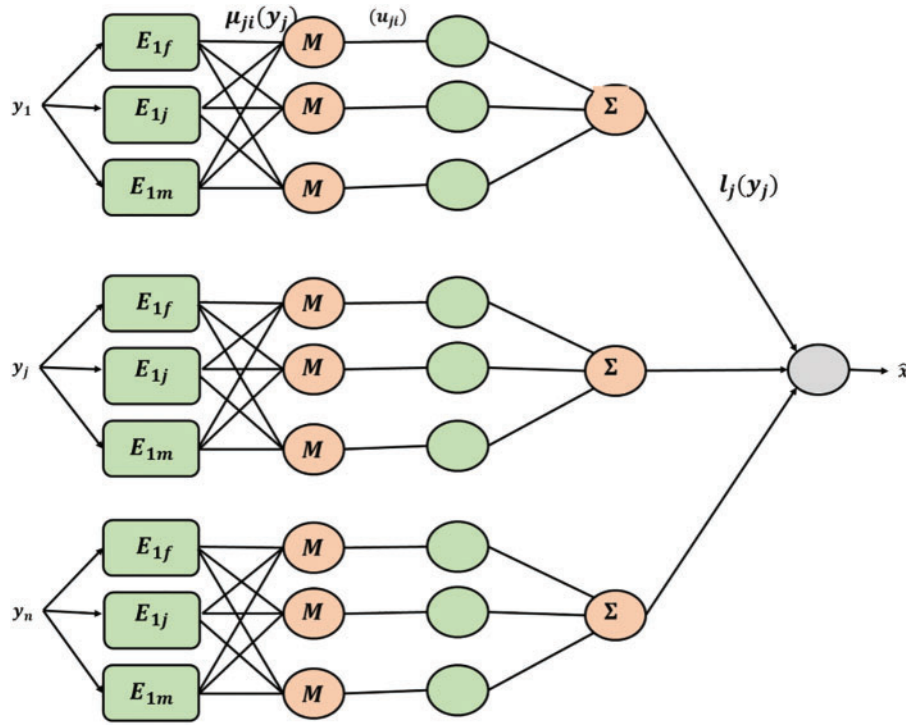 E₁f μⱼᵢ(yⱼ) M (uⱼᵢ)
y₁ E₁ⱼ M Σ
E₁ₘ M lⱼ(yⱼ)
E₁f M
yⱼ E₁ⱼ M Σ x̂
E₁ₘ M
E₁f M
yₙ E₁ⱼ M Σ
E₁ₘ M